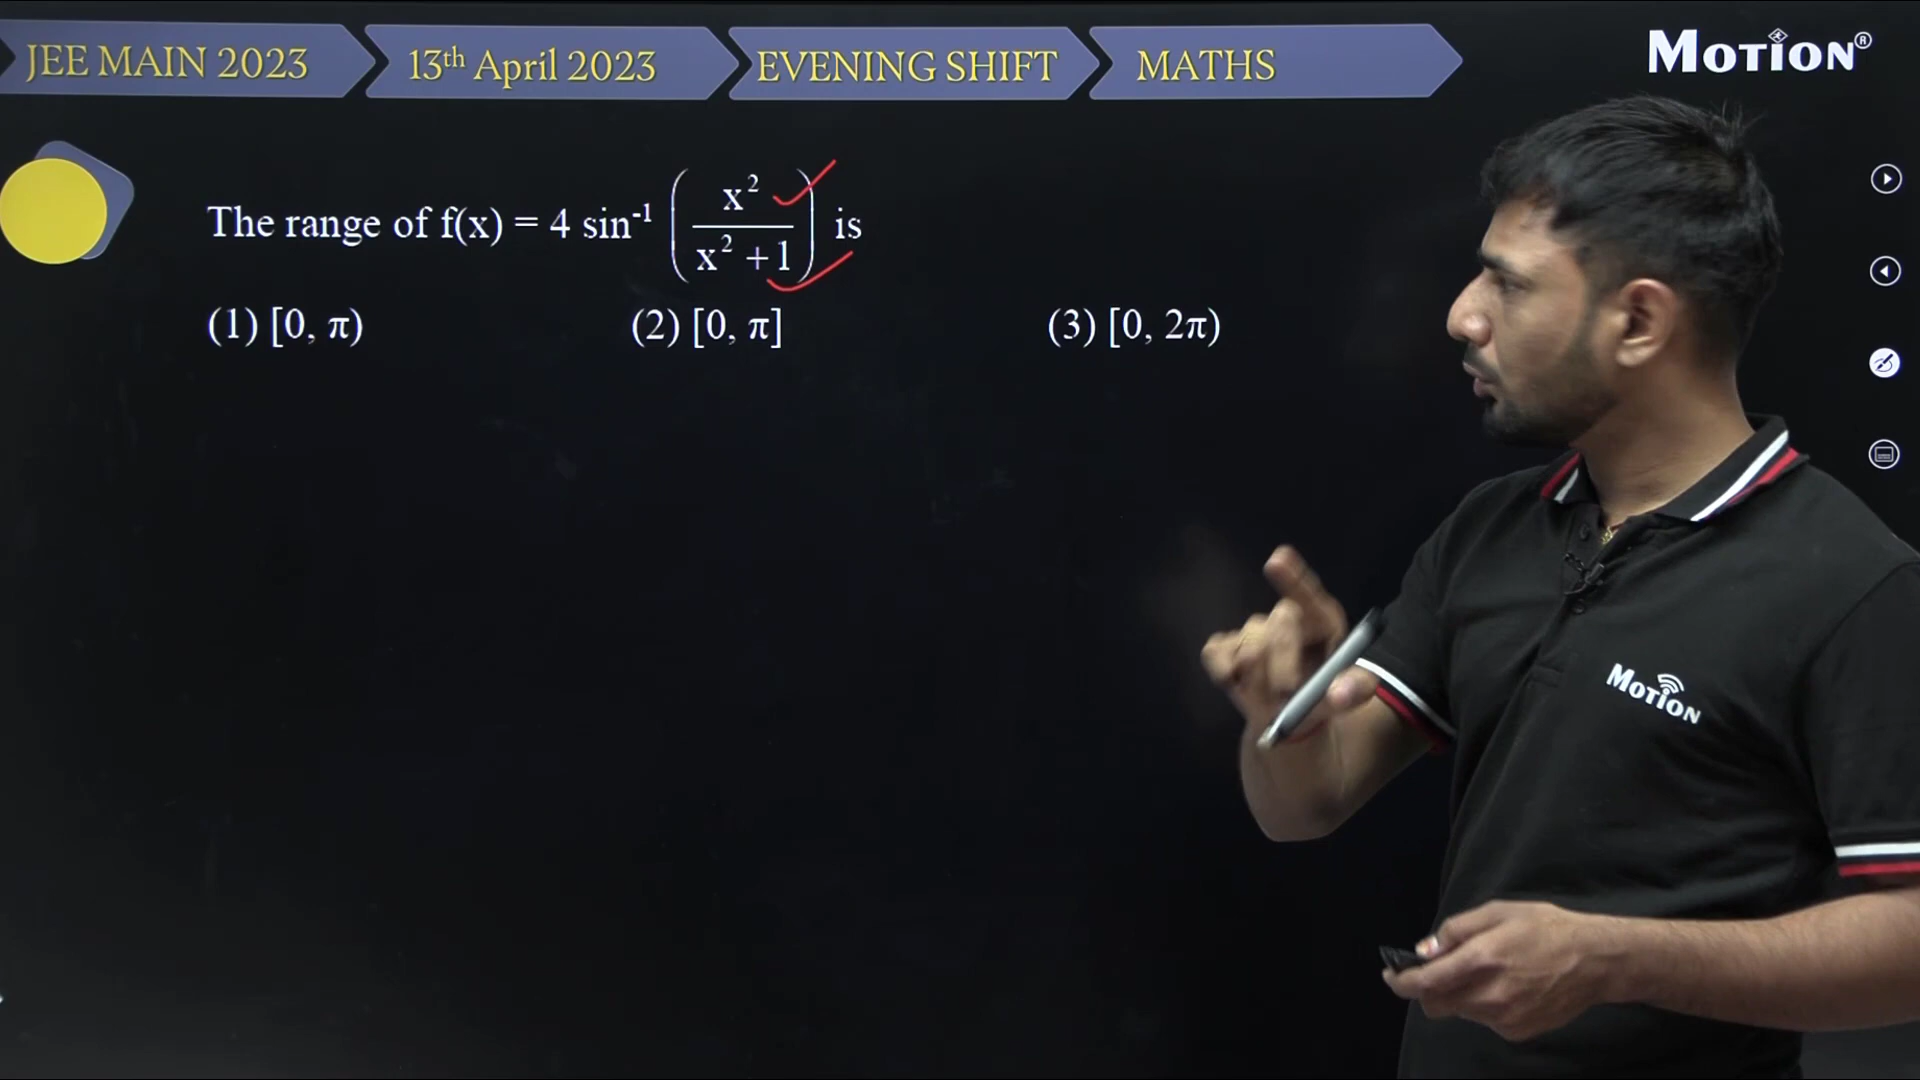 JEE MAIN 2023 13th April 2023 EVENING SHIFT MATHS
MOTION®
The range of f(x) = 4 sin⁻¹ (x² / (x² + 1)) is
(1) [0, π) (2) [0, π] (3) [0, 2π)
MOTION